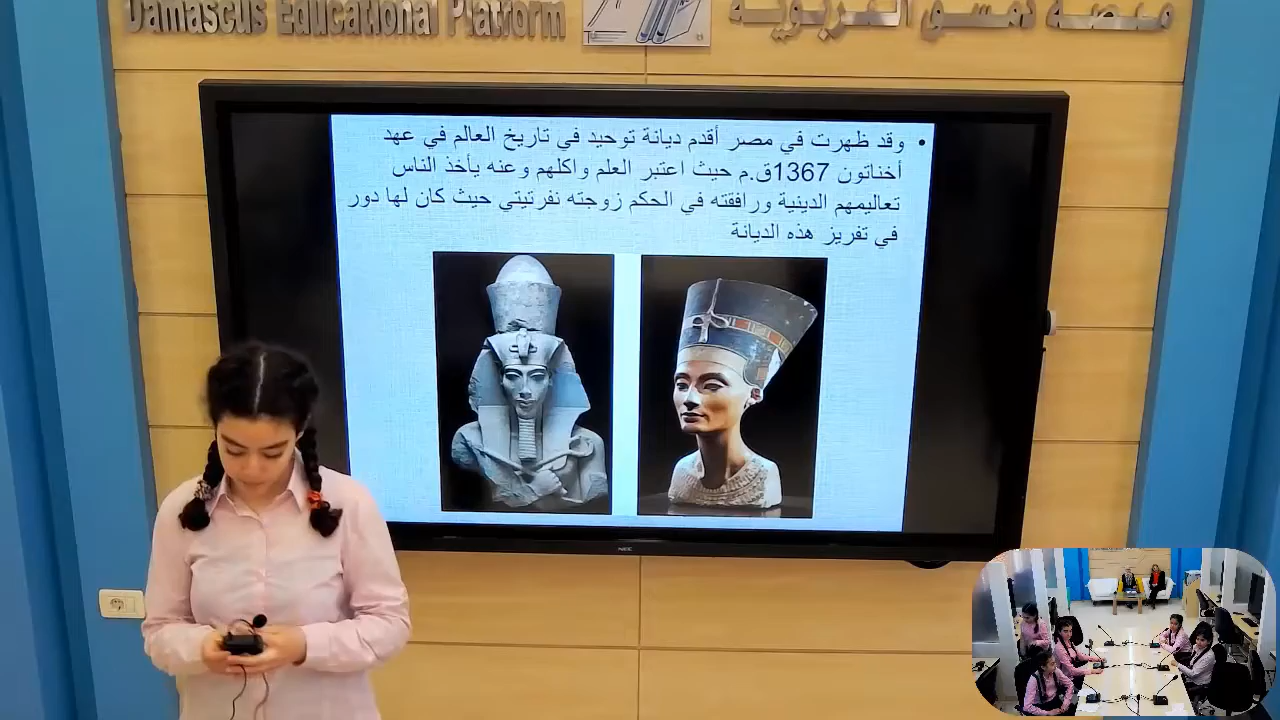 Damascus Educational Platform
منصة دمشق التربوية
• وقد ظهرت في مصر أقدم ديانة توحيد في تاريخ العالم في عهد
أخناتون 1367ق.م حيث اعتبر العلم واكلهم وعنه يأخذ الناس
تعاليمهم الدينية ورافقته في الحكم زوجته نفرتيتي حيث كان لها دور
في تفريز هذه الديانة
NEC